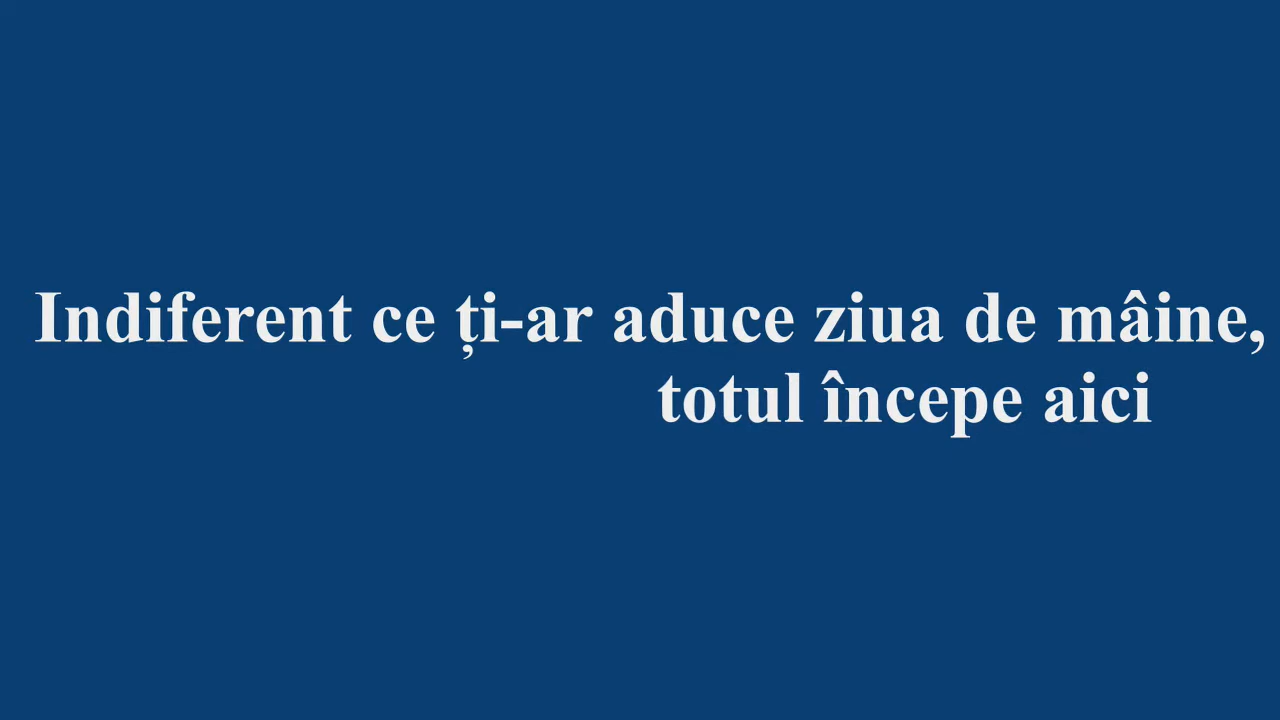 Indiferent ce ți-ar aduce ziua de mâine,
totul începe aici